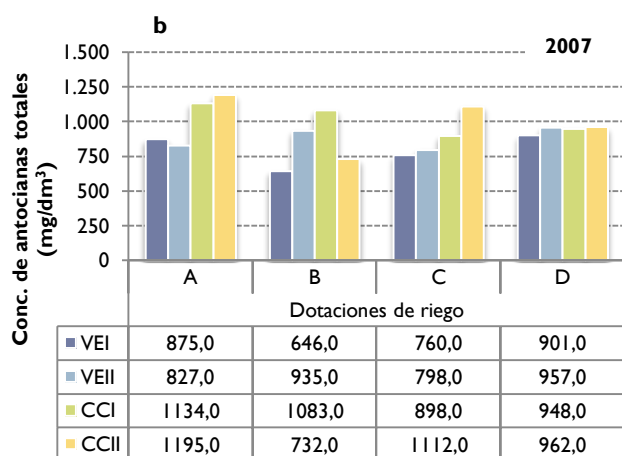 b
2007
Conc. de antocianas totales
(mg/dm³)
1.500
1.250
1.000
750
500
250
0
A B C D
Dotaciones de riego
VEI 875,0 646,0 760,0 901,0
VEII 827,0 935,0 798,0 957,0
CCI 1134,0 1083,0 898,0 948,0
CCII 1195,0 732,0 1112,0 962,0